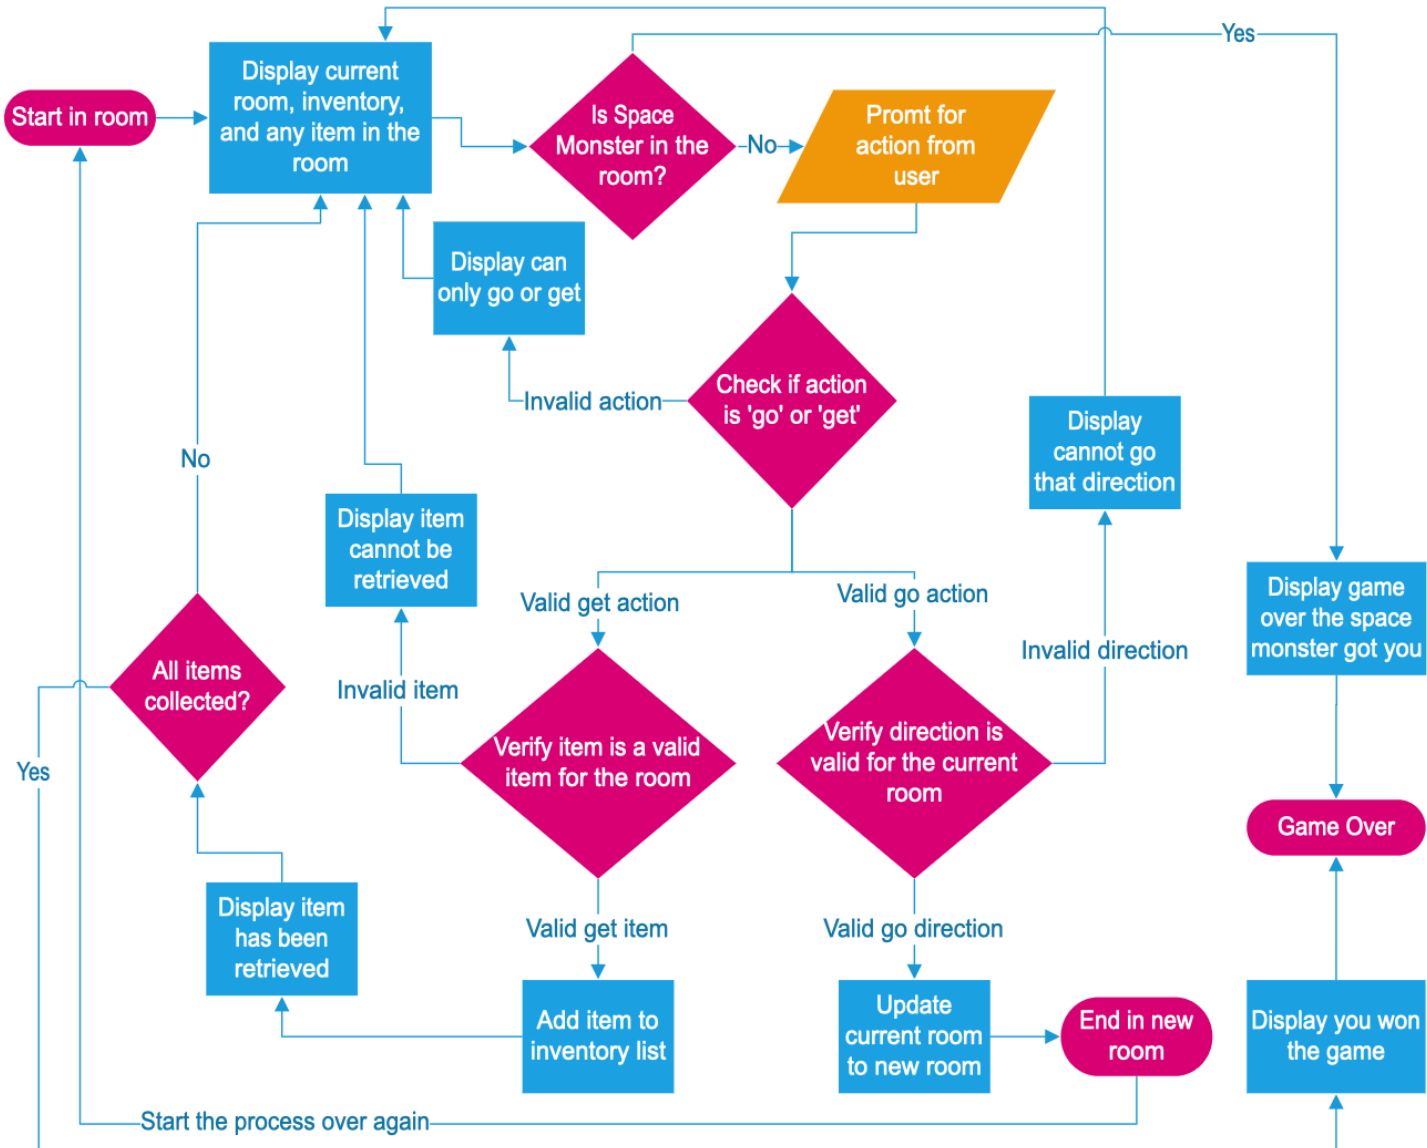 Yes
Start in room
Display current
room, inventory,
and any item in the
room
Is Space
Monster in the
room?
No
Promt for
action from
user
Display can
only go or get
Invalid action
Check if action
is 'go' or 'get'
Display
cannot go
that direction
No
Display item
cannot be
retrieved
Valid get action
Valid go action
Invalid direction
Display game
over the space
monster got you
All items
collected?
Invalid item
Verify item is a valid
item for the room
Verify direction is
valid for the current
room
Yes
Game Over
Display item
has been
retrieved
Valid get item
Valid go direction
Add item to
inventory list
Update
current room
to new room
End in new
room
Display you won
the game
Start the process over again